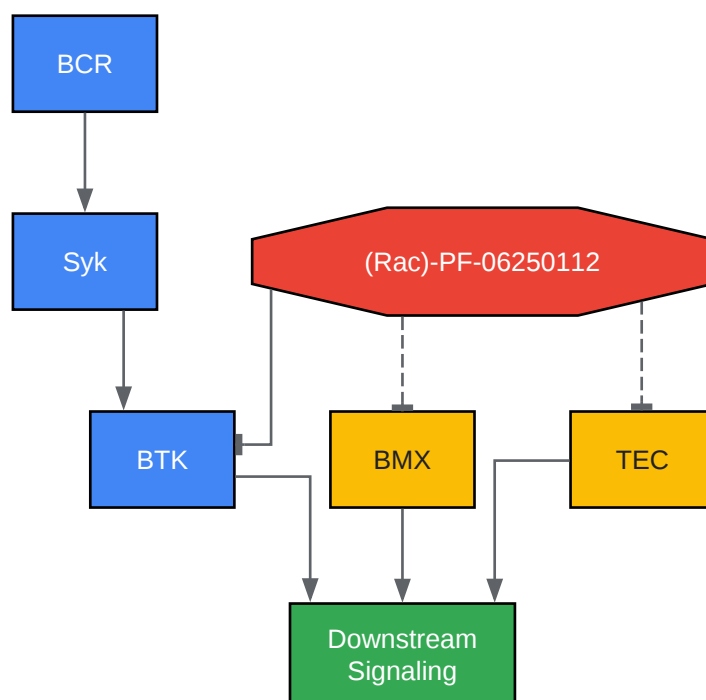 BCR
Syk
(Rac)-PF-06250112
BTK
BMX
TEC
Downstream
Signaling